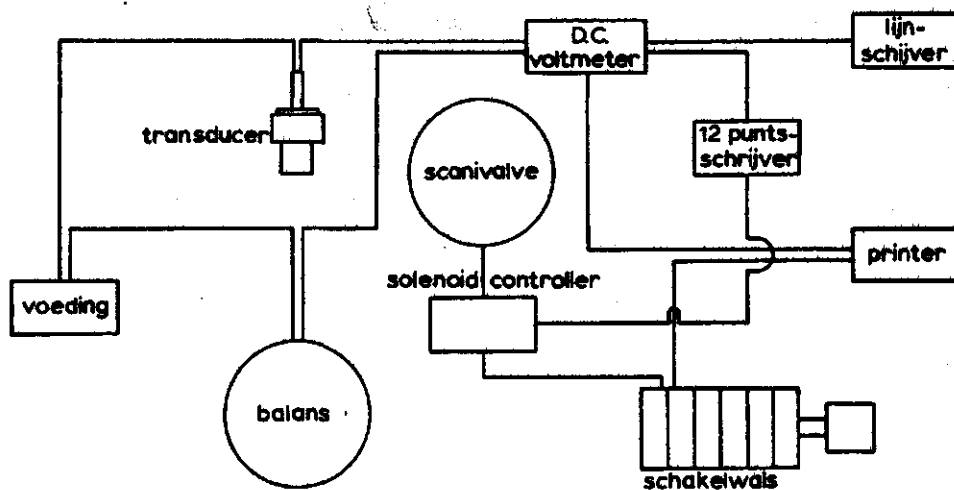 D.C.
voltmeter
lijn-
schijver
transducer
12 punts-
schrijver
scanivalve
printer
solenoid controller
voeding
balans
schakelwals